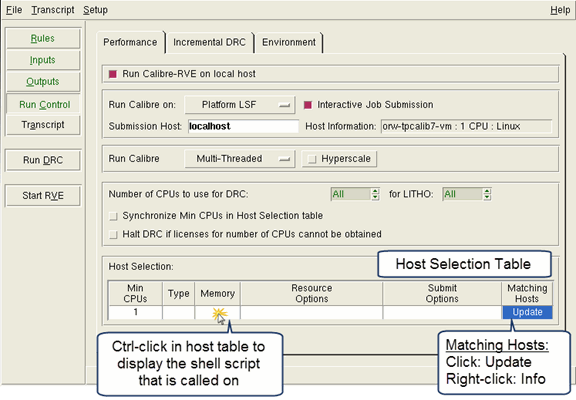 File Transcript Setup Help
Rules
Inputs
Outputs
Run Control
Transcript
Run DRC
Start RVE
Performance Incremental DRC Environment
Run Calibre-RVE on local host
Run Calibre on: Platform LSF Interactive Job Submission
Submission Host: localhost Host Information: orw-tpcalib7-vm : 1 CPU : Linux
Run Calibre Multi-Threaded Hyperscale
Number of CPUs to use for DRC: All for LITHO: All
Synchronize Min CPUs in Host Selection table
Halt DRC if licenses for number of CPUs cannot be obtained
Host Selection:
Host Selection Table
Min CPUs Type Memory Resource Options Submit Options Matching Hosts
1 Update
Ctrl-click in host table to
display the shell script
that is called on
Matching Hosts:
Click: Update
Right-click: Info